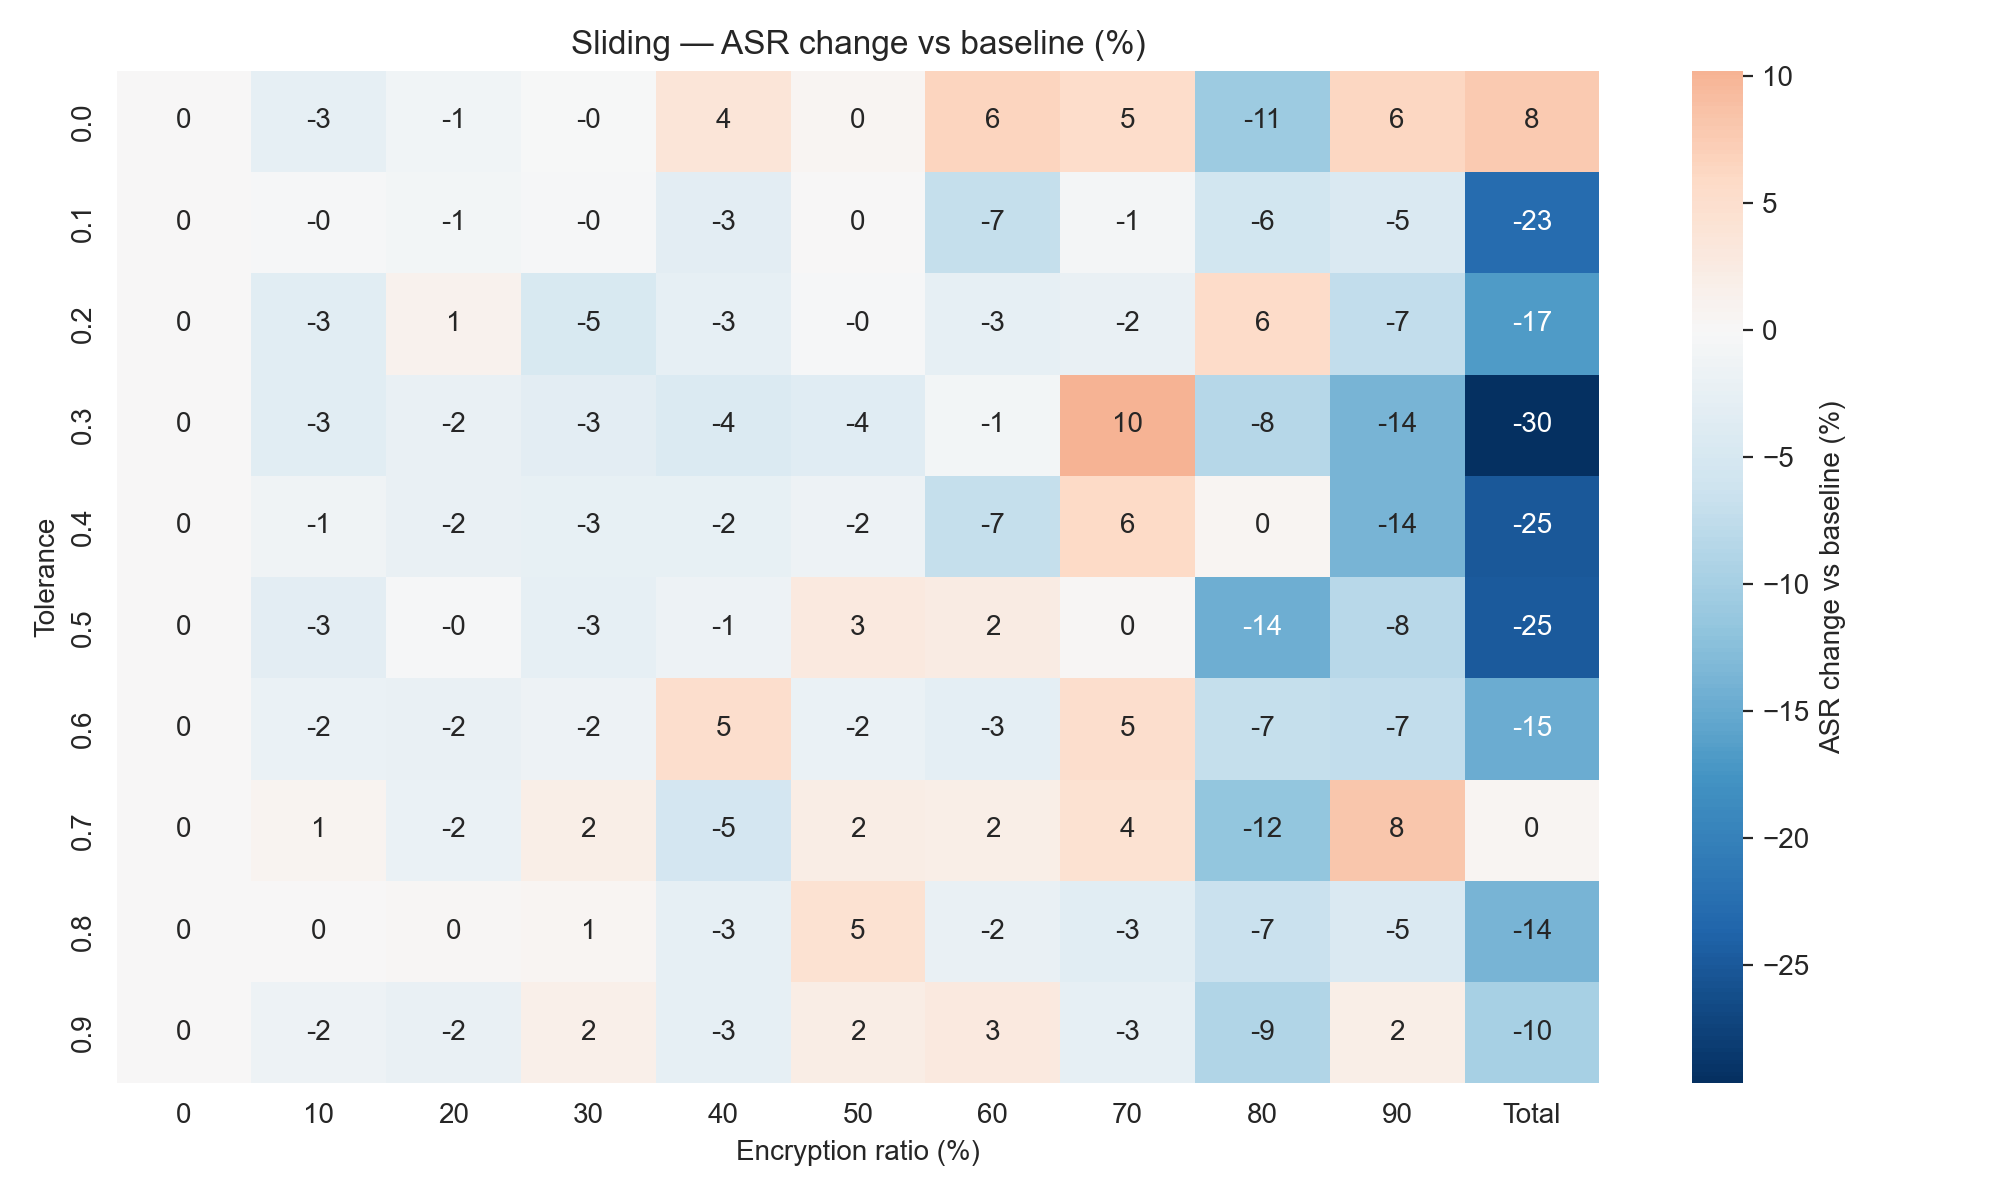 Sliding — ASR change vs baseline (%)
Tolerance
0.0 0 -3 -1 -0 4 0 6 5 -11 6 8
0.1 0 -0 -1 -0 -3 0 -7 -1 -6 -5 -23
0.2 0 -3 1 -5 -3 -0 -3 -2 6 -7 -17
0.3 0 -3 -2 -3 -4 -4 -1 10 -8 -14 -30
0.4 0 -1 -2 -3 -2 -2 -7 6 0 -14 -25
0.5 0 -3 -0 -3 -1 3 2 0 -14 -8 -25
0.6 0 -2 -2 -2 5 -2 -3 5 -7 -7 -15
0.7 0 1 -2 2 -5 2 2 4 -12 8 0
0.8 0 0 0 1 -3 5 -2 -3 -7 -5 -14
0.9 0 -2 -2 2 -3 2 3 -3 -9 2 -10
0 10 20 30 40 50 60 70 80 90 Total
Encryption ratio (%)
10
5
0
−5
−10
−15
−20
−25
ASR change vs baseline (%)